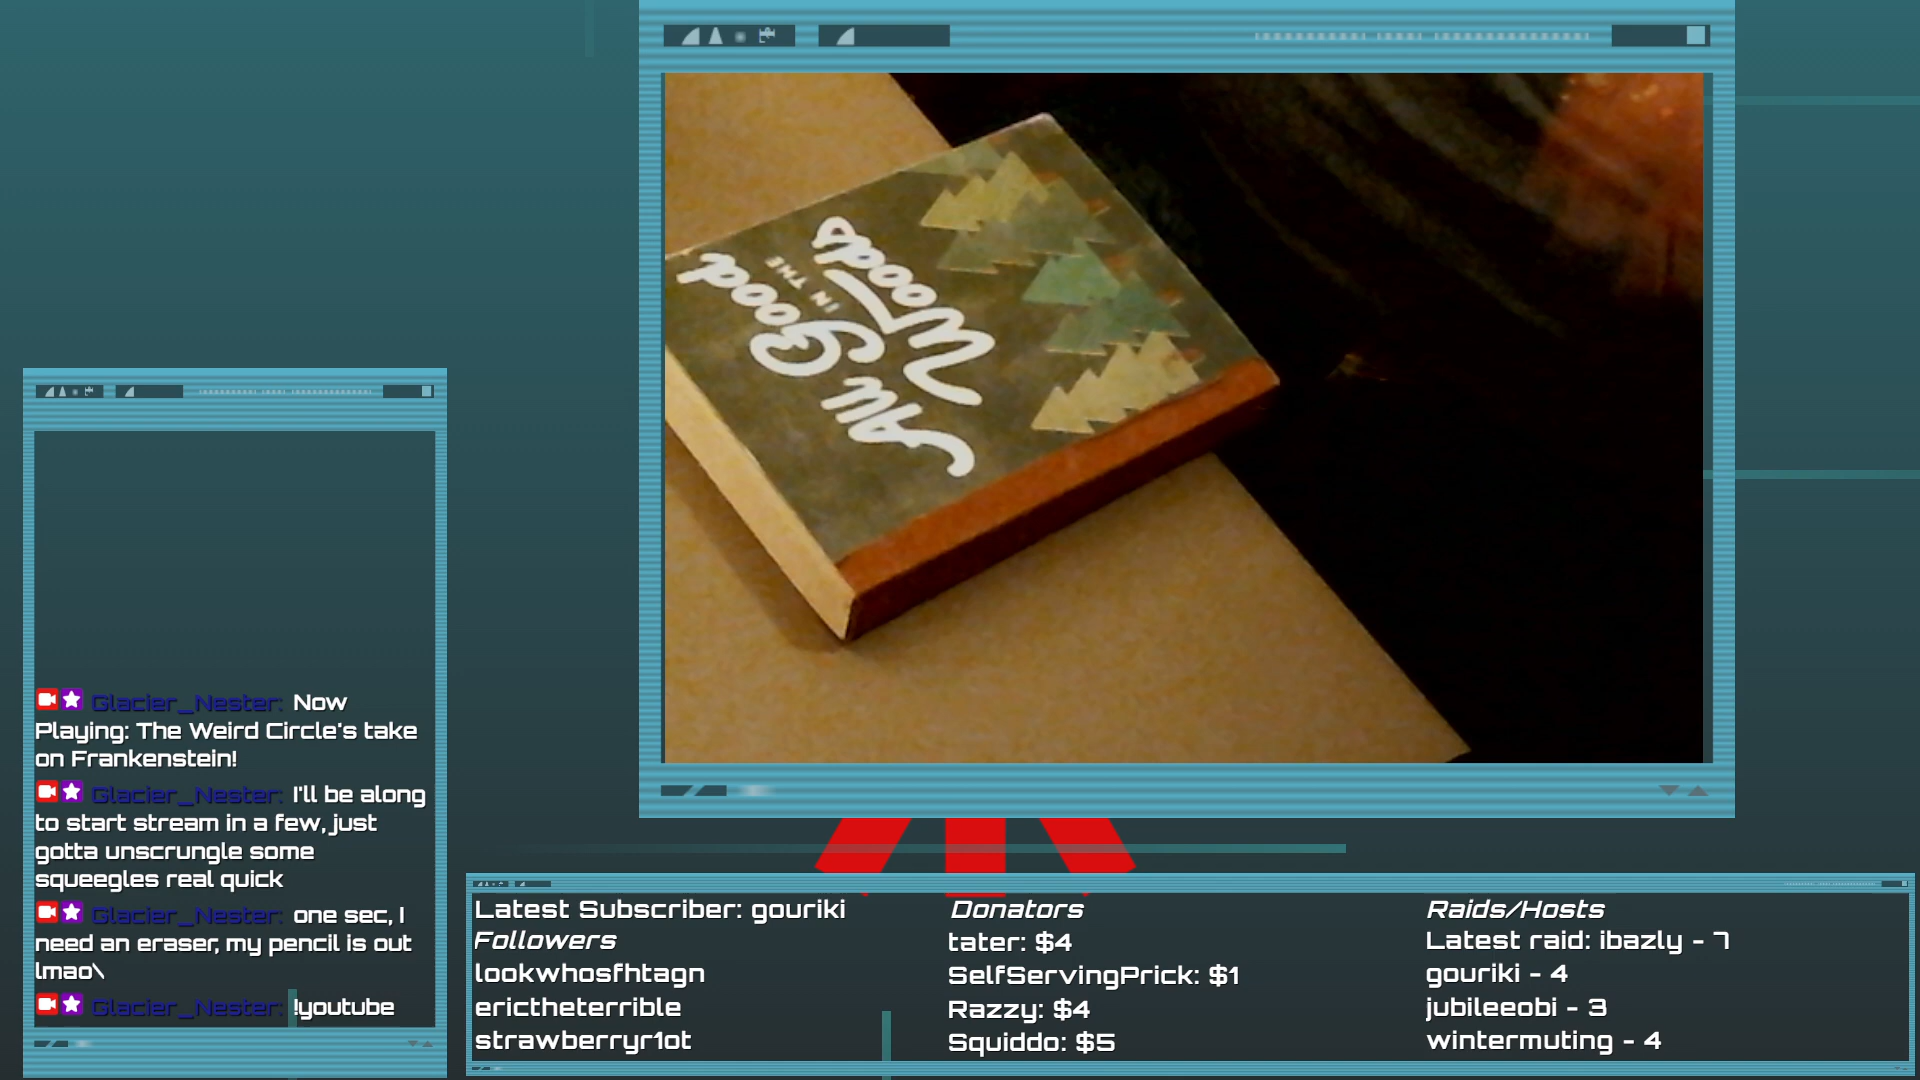 All Good
IN THE
Woods
Glacier_Nester: Now
Playing: The Weird Circle's take
on Frankenstein!
Glacier_Nester: I'll be along
to start stream in a few, just
gotta unscrungle some
squeegles real quick
Glacier_Nester: one sec, I
need an eraser, my pencil is out
lmao\
Glacier_Nester: !youtube
Latest Subscriber: gouriki
Followers
lookwhosfhtagn
erictheterrible
strawberryr1ot
Donators
tater: $4
SelfServingPrick: $1
Razzy: $4
Squiddo: $5
Raids/Hosts
Latest raid: ibazly - 7
gouriki - 4
jubileeobi - 3
wintermuting - 4